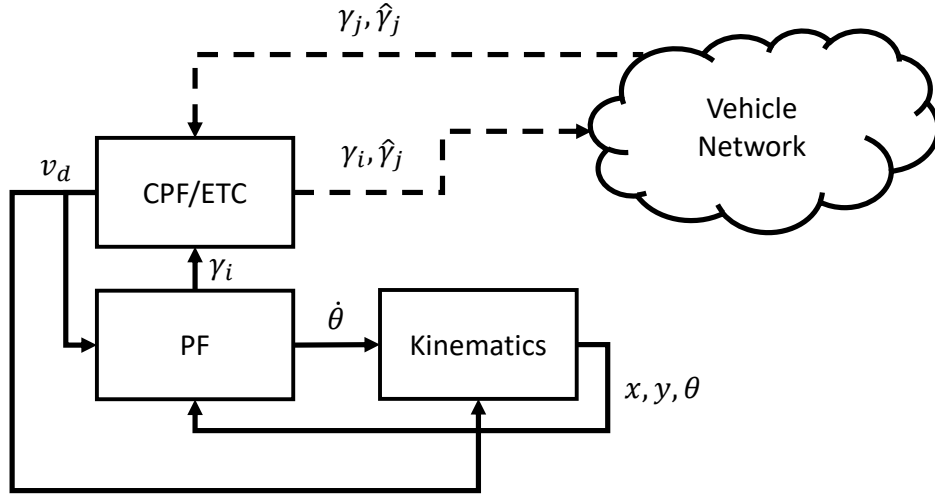 γ_j, γ̂_j
Vehicle
Network
γ_i, γ̂_j
v_d
CPF/ETC
γ_i
PF
θ̇
Kinematics
x, y, θ